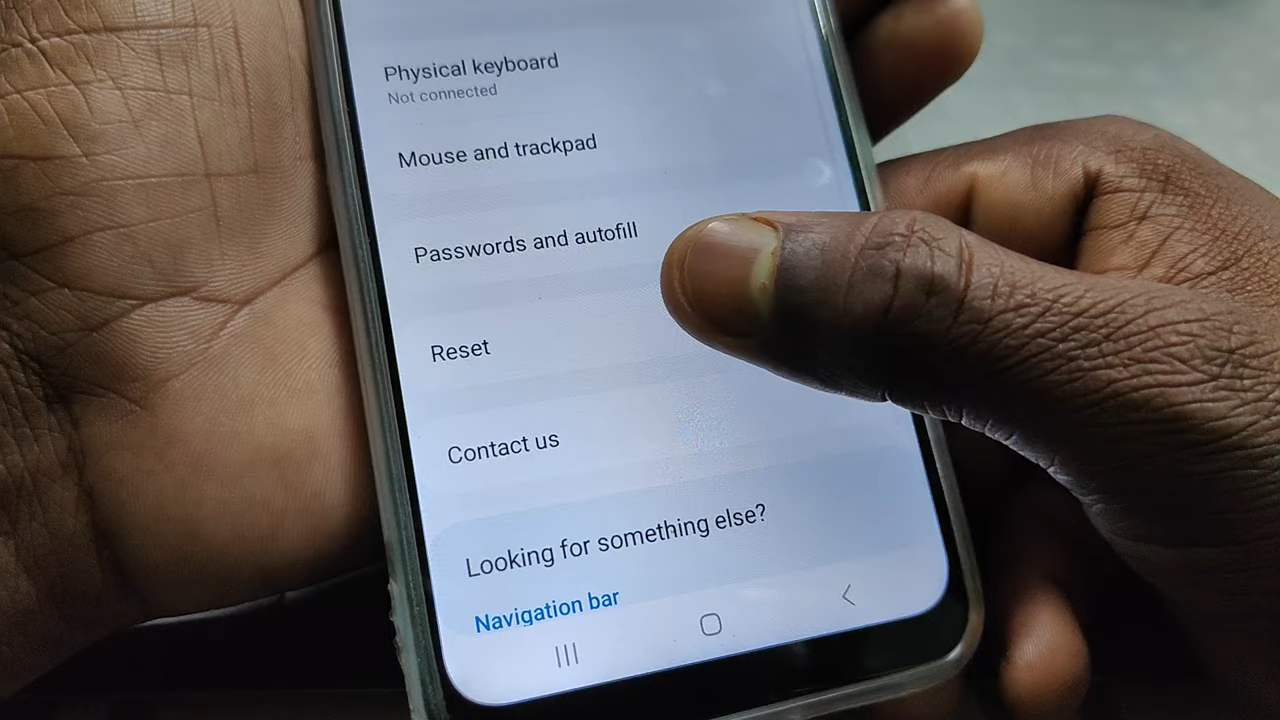 Physical keyboard
Not connected
Mouse and trackpad
Passwords and autofill
Reset
Contact us
Looking for something else?
Navigation bar